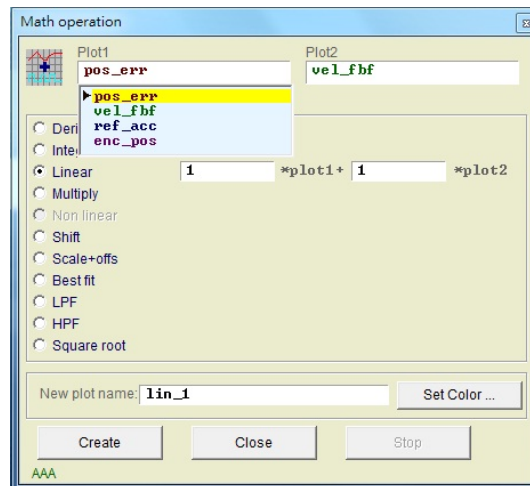 Math operation
Plot1 Plot2
pos_err vel_fbf
pos_err
vel_fbf
ref_acc
enc_pos
Linear 1 *plot1+ 1 *plot2
Multiply
Non linear
Shift
Scale+offs
Best fit
LPF
HPF
Square root
New plot name: lin_1 Set Color ...
Create Close Stop
AAA